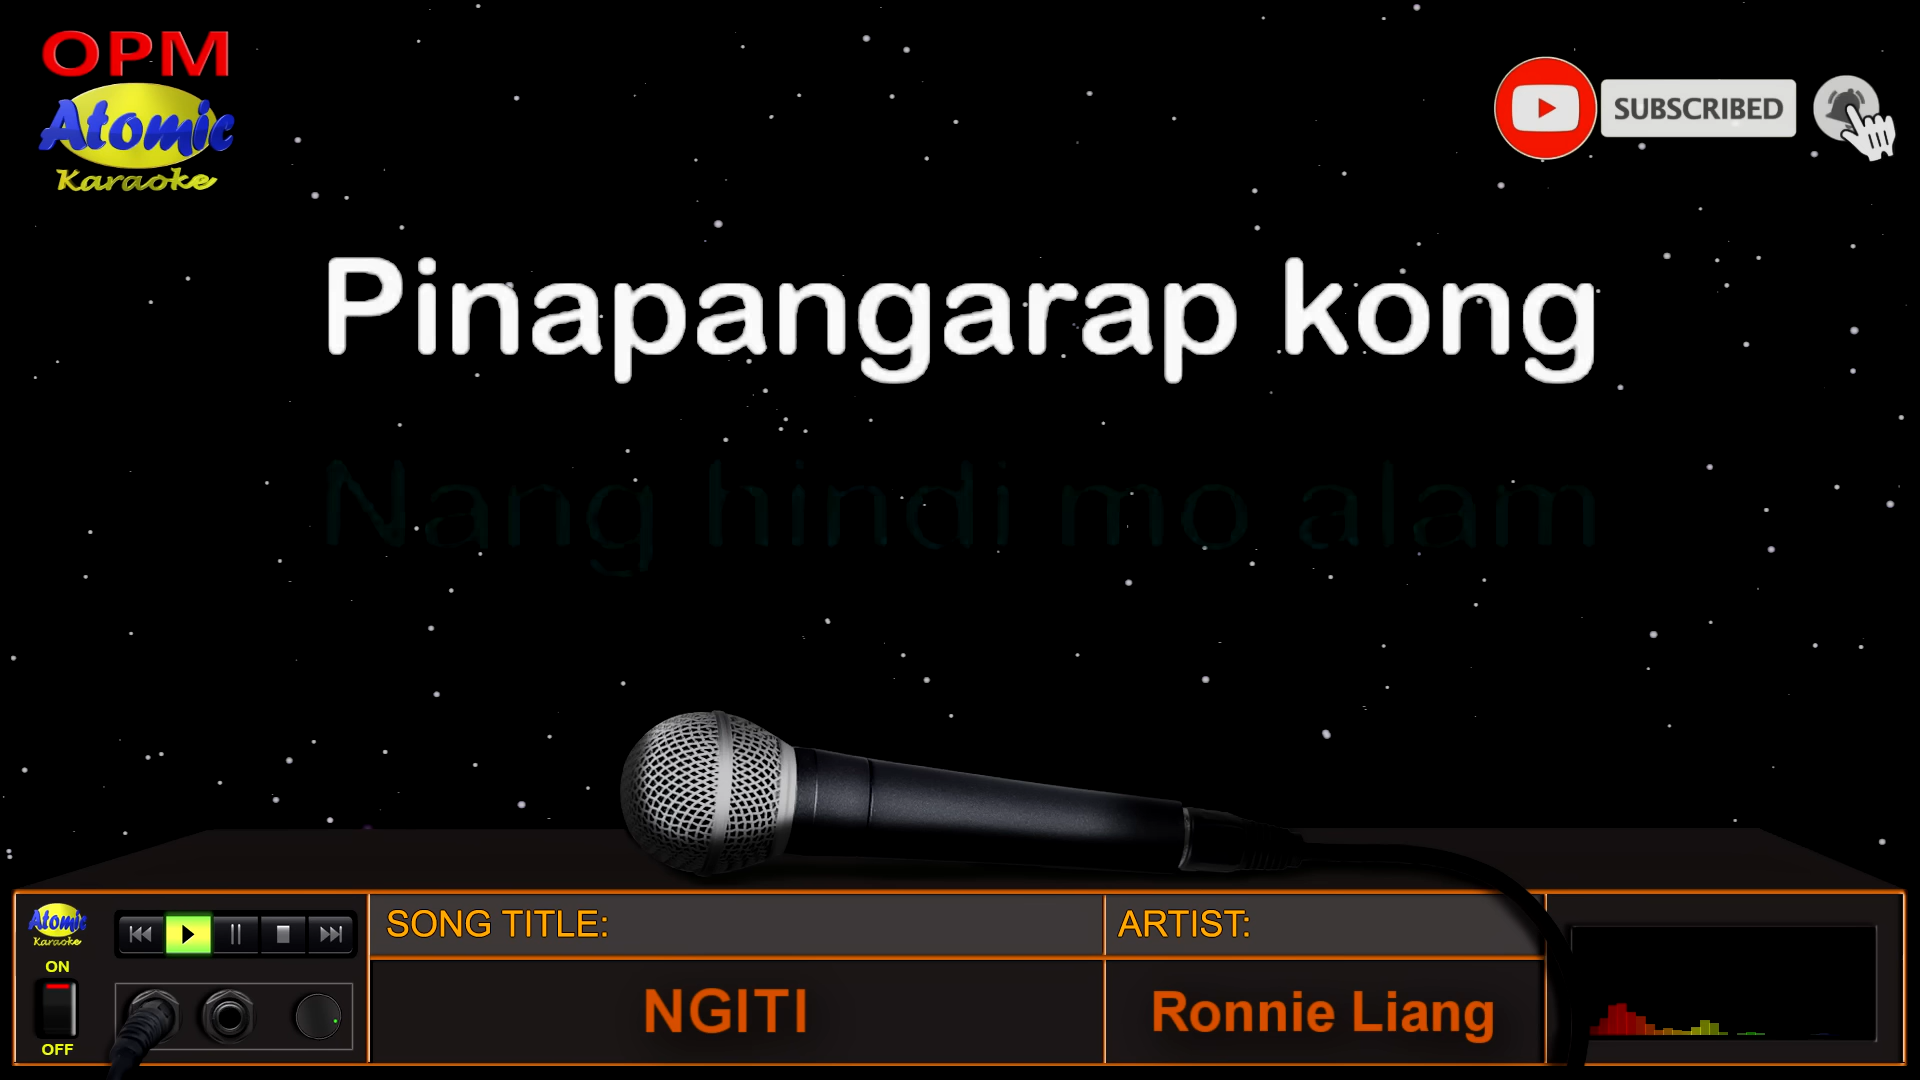 OPM
Atomic
Karaoke
SUBSCRIBED
Pinapangarap kong
Nang hindi mo alam
Atomic
Karaoke
ON
OFF
SONG TITLE:
NGITI
ARTIST:
Ronnie Liang